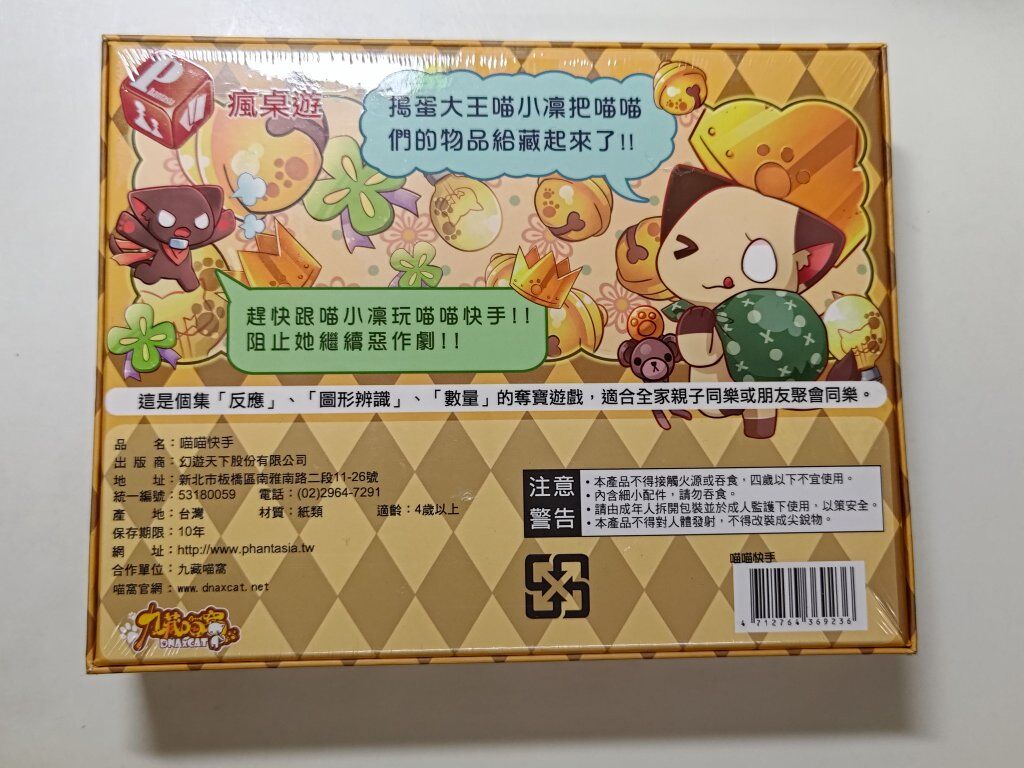 Phantasia
瘋桌遊
搗蛋大王喵小凜把喵喵
們的物品給藏起來了!!
趕快跟喵小凜玩喵喵快手!!
阻止她繼續惡作劇!!
這是個集「反應」、「圖形辨識」、「數量」的奪寶遊戲，適合全家親子同樂或朋友聚會同樂。
品　　名：喵喵快手
出 版 商：幻遊天下股份有限公司
地　　址：新北市板橋區南雅南路二段11-26號
統一編號：53180059　電話：(02)2964-7291
產　　地：台灣　材質：紙類　適齡：4歲以上
保存期限：10年
網　　址：http://www.phantasia.tw
合作單位：九藏喵窩
喵窩官網：www.dnaxcat.net
九藏喵窩
DNAXCAT
注意
警告
・本產品不得接觸火源或吞食，四歲以下不宜使用。
・內含細小配件，請勿吞食。
・請由成年人拆開包裝並於成人監護下使用，以策安全。
・本產品不得對人體發射，不得改裝成尖銳物。
喵喵快手
4 712764 369236